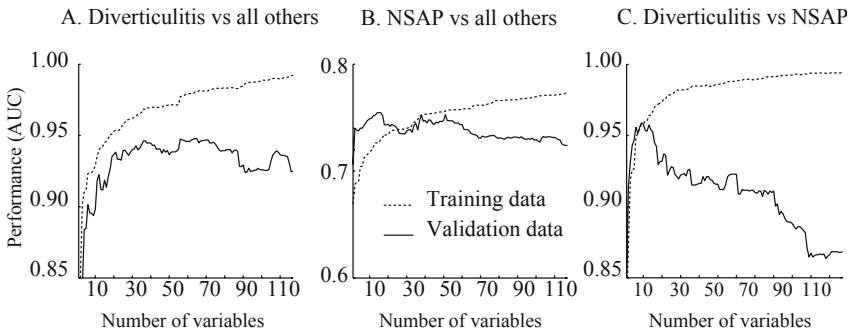 A. Diverticulitis vs all others
B. NSAP vs all others
C. Diverticulitis vs NSAP
Performance (AUC)
1.00
0.95
0.90
0.85
10 30 50 70 90 110
Number of variables
0.8
0.7
0.6
10 30 50 70 90 110
Number of variables
Training data
Validation data
1.00
0.95
0.90
0.85
10 30 50 70 90 110
Number of variables